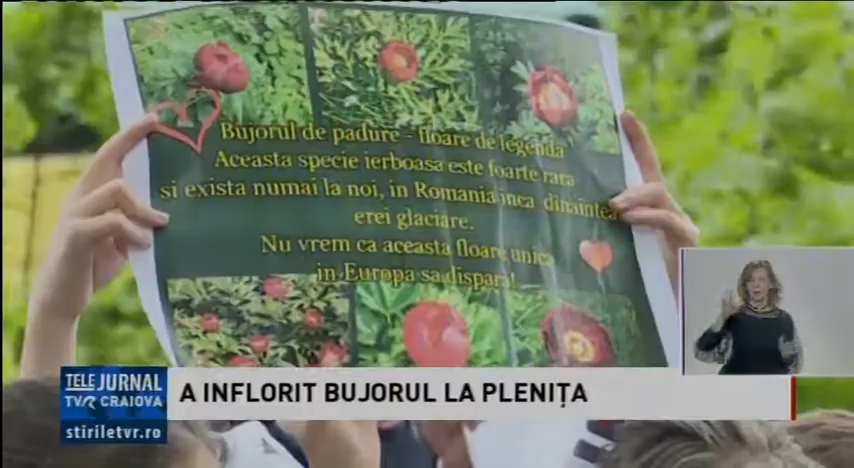 Bujorul de padure - floare de legenda
Aceasta specie ierboasa este foarte rara
si exista numai la noi, in Romania inca dinaintea
erei glaciare.
Nu vrem ca aceasta floare unica
in Europa sa dispara!
TELEJURNAL
TVR CRAIOVA
stiriletvr.ro
A INFLORIT BUJORUL LA PLENIȚA